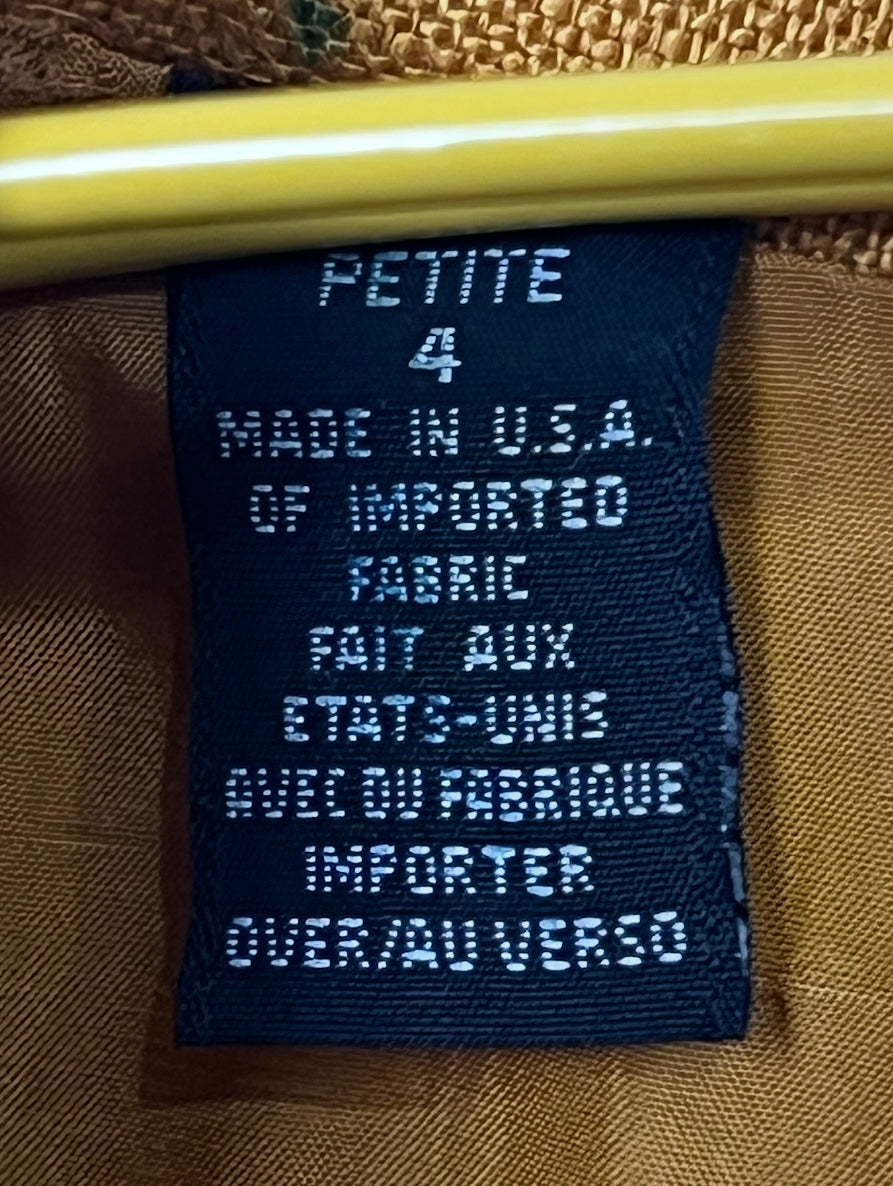 PETITE
4
MADE IN U.S.A.
OF IMPORTED
FABRIC
FAIT AUX
ETATS-UNIS
AVEC DU FABRIQUE
IMPORTER
OVER/AU VERSO